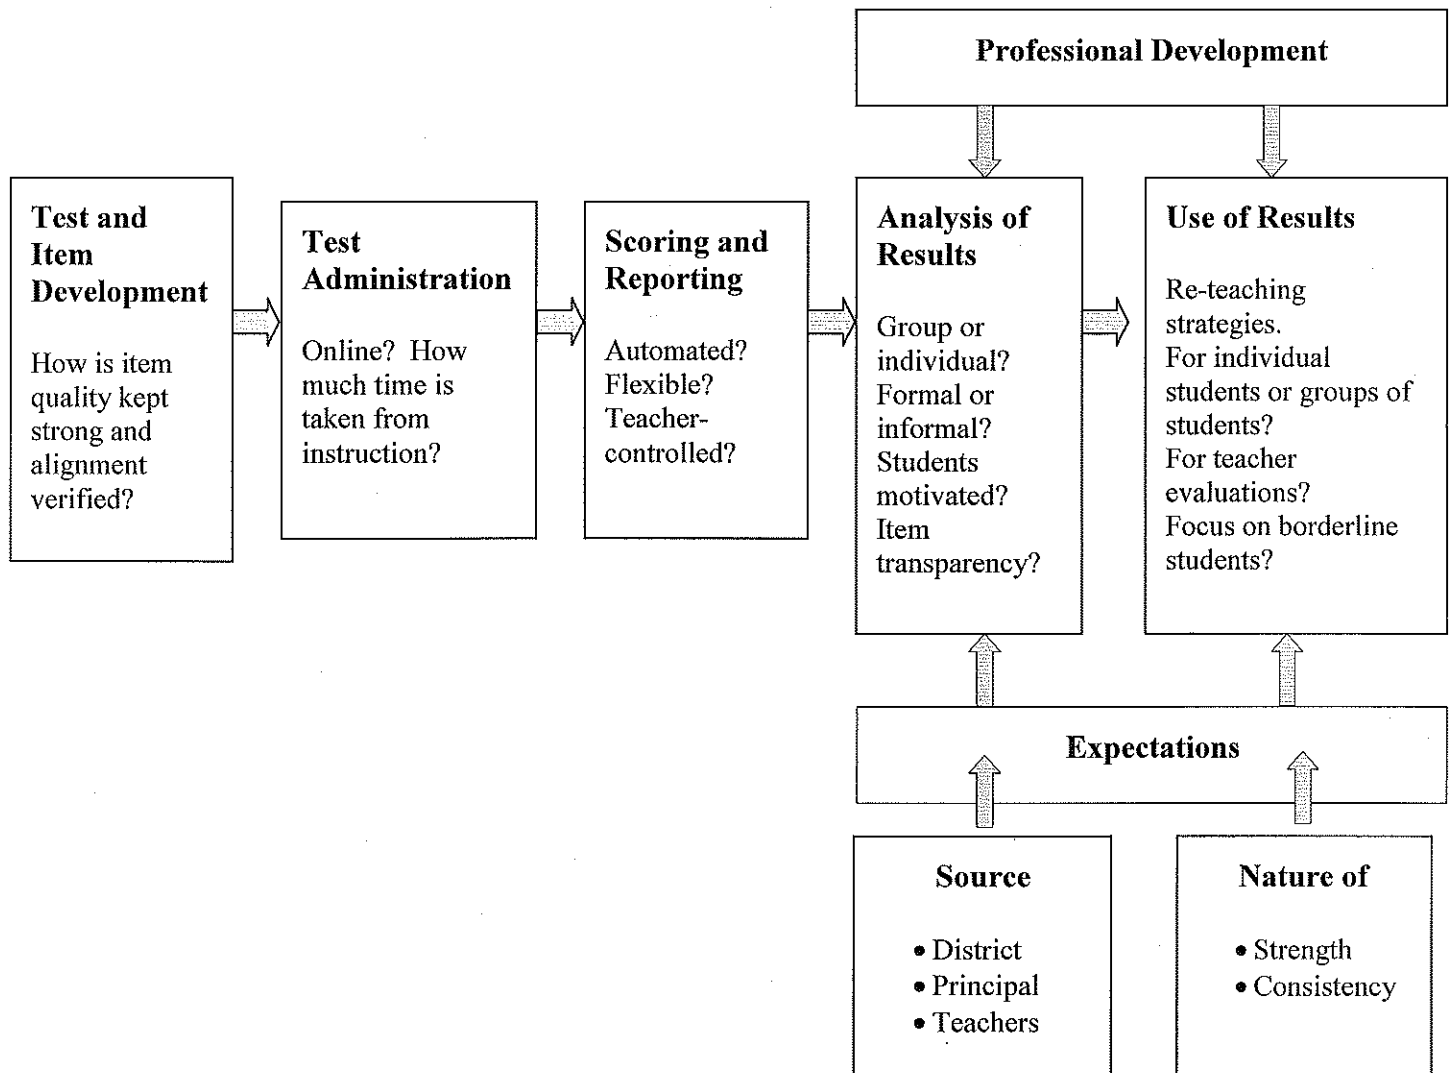 Professional Development
Test and
Item
Development
How is item
quality kept
strong and
alignment
verified?
Test
Administration
Online?  How
much time is
taken from
instruction?
Scoring and
Reporting
Automated?
Flexible?
Teacher-
controlled?
Analysis of
Results
Group or
individual?
Formal or
informal?
Students
motivated?
Item
transparency?
Use of Results
Re-teaching
strategies.
For individual
students or groups of
students?
For teacher
evaluations?
Focus on borderline
students?
Expectations
Source
• District
• Principal
• Teachers
Nature of
• Strength
• Consistency